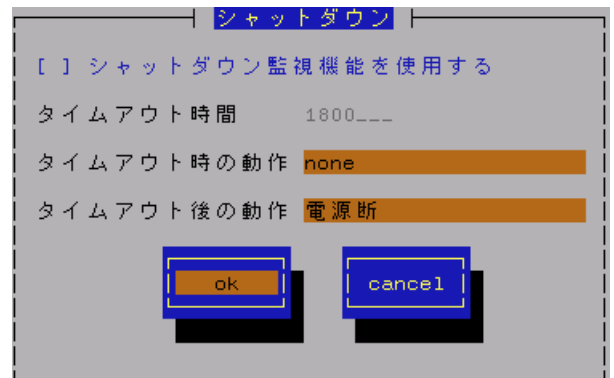 シャットダウン
[ ] シャットダウン監視機能を使用する
タイムアウト時間 1800___
タイムアウト時の動作 none
タイムアウト後の動作 電源断
ok cancel